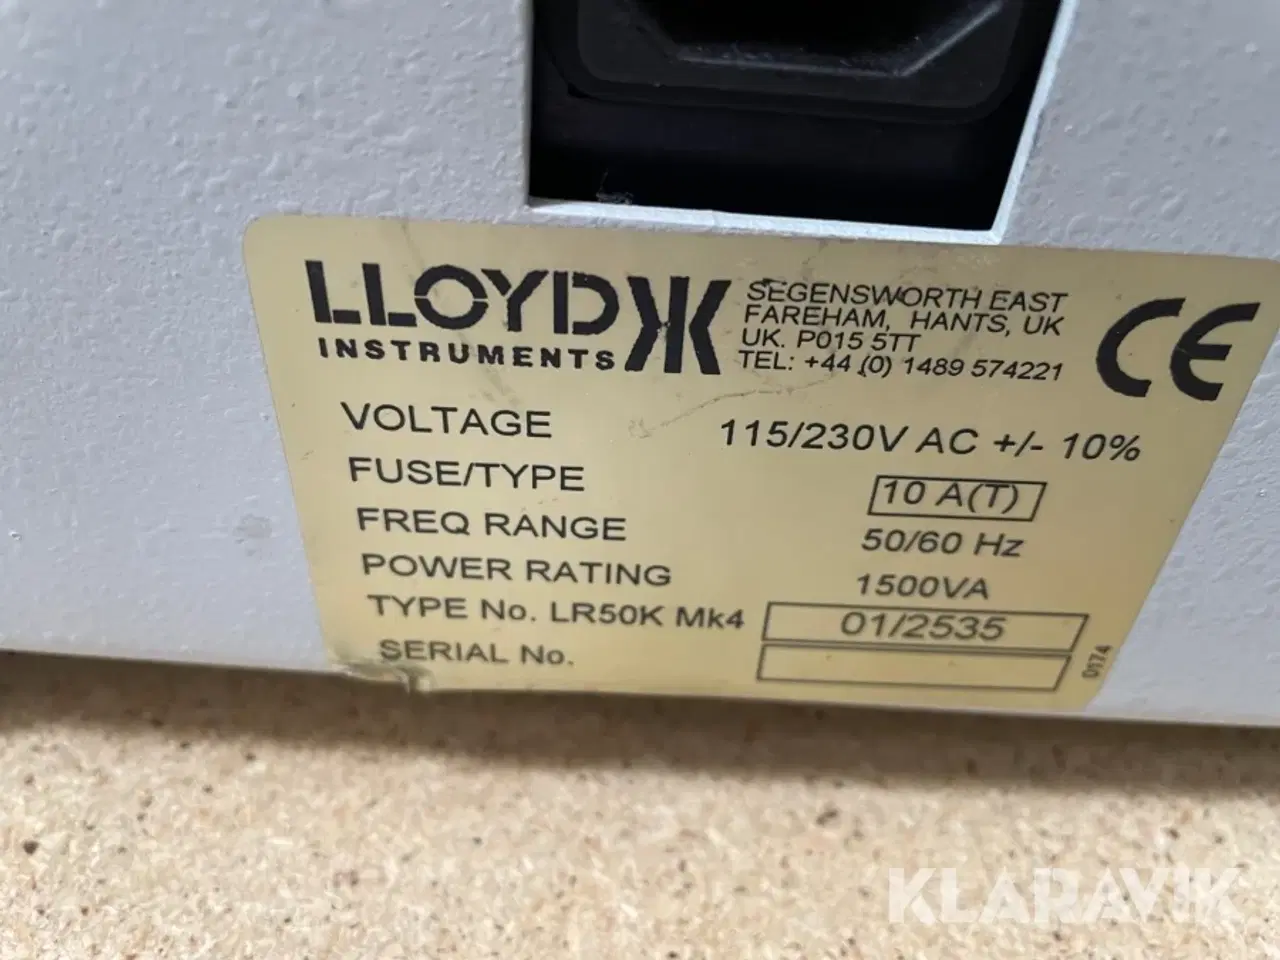 LLOYD
INSTRUMENTS
SEGENSWORTH EAST
FAREHAM, HANTS, UK
UK. PO15 5TT
TEL: +44 (0) 1489 574221
CE
VOLTAGE 115/230V AC +/- 10%
FUSE/TYPE 10 A(T)
FREQ RANGE 50/60 Hz
POWER RATING 1500VA
TYPE No. LR50K Mk4 01/2535
SERIAL No.
0174
KLARAVIK